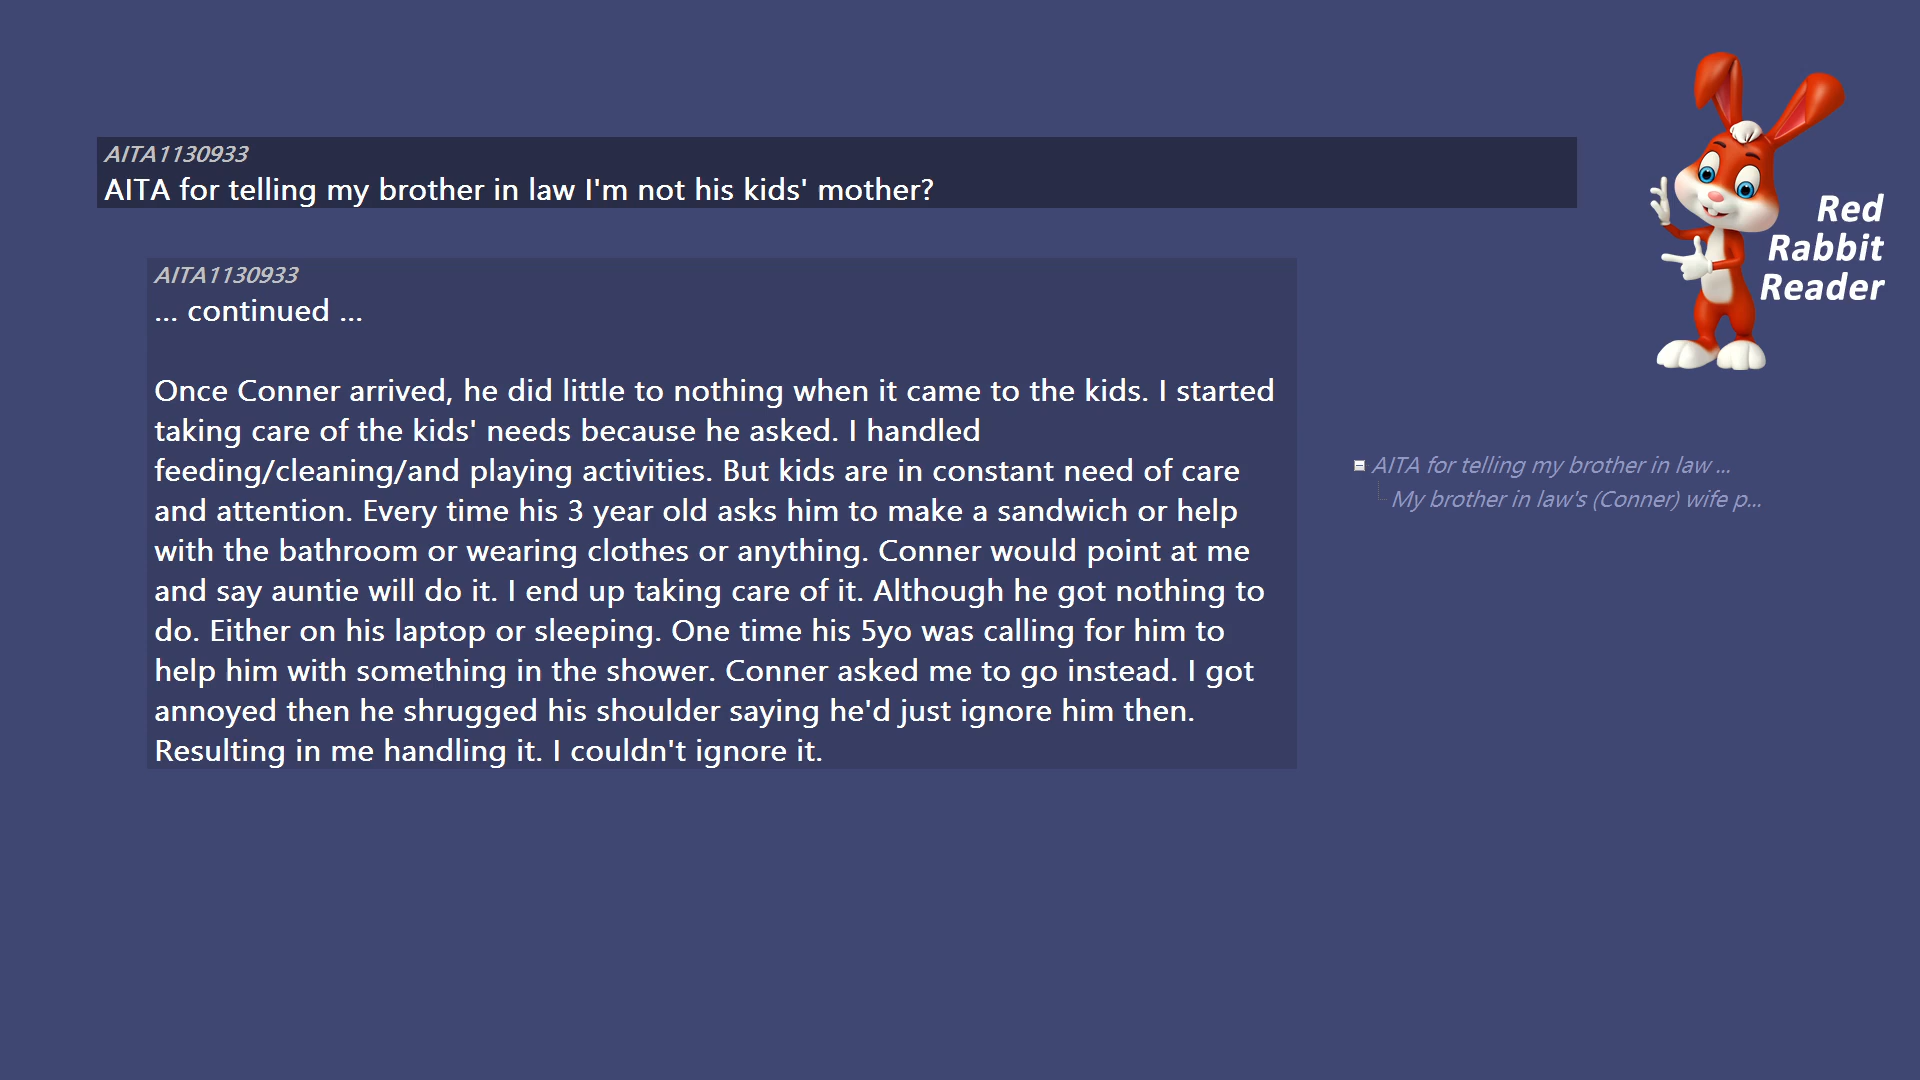 AITA1130933
AITA for telling my brother in law I'm not his kids' mother?
Red
Rabbit
Reader
AITA1130933
... continued ...
Once Conner arrived, he did little to nothing when it came to the kids. I started
taking care of the kids' needs because he asked. I handled
feeding/cleaning/and playing activities. But kids are in constant need of care
and attention. Every time his 3 year old asks him to make a sandwich or help
with the bathroom or wearing clothes or anything. Conner would point at me
and say auntie will do it. I end up taking care of it. Although he got nothing to
do. Either on his laptop or sleeping. One time his 5yo was calling for him to
help him with something in the shower. Conner asked me to go instead. I got
annoyed then he shrugged his shoulder saying he'd just ignore him then.
Resulting in me handling it. I couldn't ignore it.
AITA for telling my brother in law ...
My brother in law's (Conner) wife p...